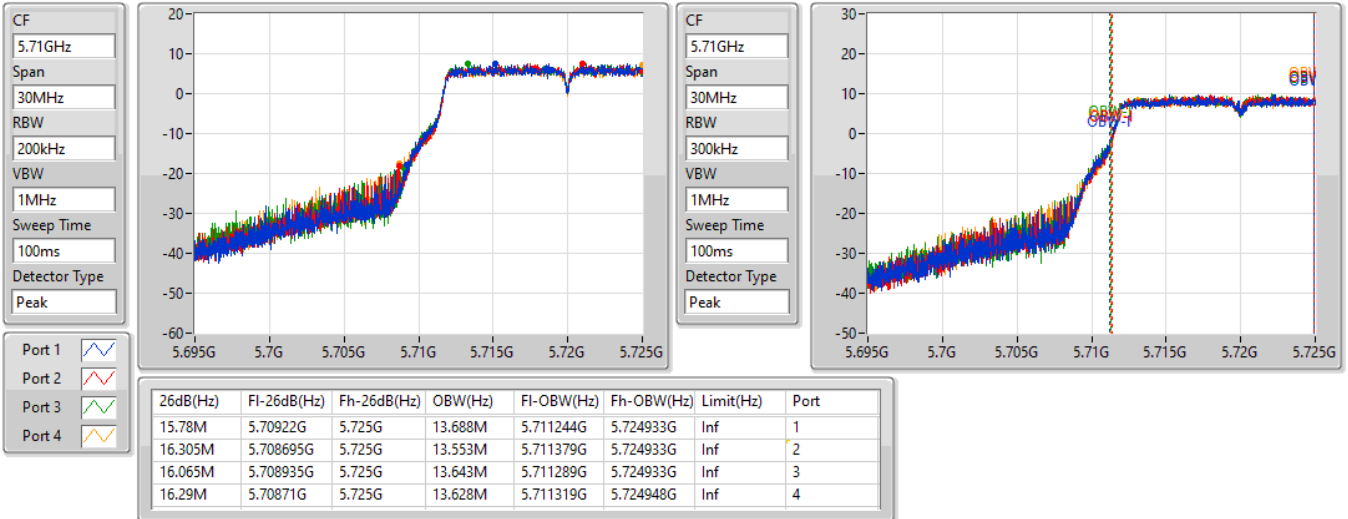 CF
5.71GHz
Span
30MHz
RBW
200kHz
VBW
1MHz
Sweep Time
100ms
Detector Type
Peak
20
10
0
-10
-20
-30
-40
-50
-60
5.695G 5.7G 5.705G 5.71G 5.715G 5.72G 5.725G
CF
5.71GHz
Span
30MHz
RBW
300kHz
VBW
1MHz
Sweep Time
100ms
Detector Type
Peak
30
20
10
0
-10
-20
-30
-40
-50
5.695G 5.7G 5.705G 5.71G 5.715G 5.72G 5.725G
Port 1
Port 2
Port 3
Port 4
26dB(Hz) Fl-26dB(Hz) Fh-26dB(Hz) OBW(Hz) Fl-OBW(Hz) Fh-OBW(Hz) Limit(Hz) Port
15.78M 5.70922G 5.725G 13.688M 5.711244G 5.724933G Inf 1
16.305M 5.708695G 5.725G 13.553M 5.711379G 5.724933G Inf 2
16.065M 5.708935G 5.725G 13.643M 5.711289G 5.724933G Inf 3
16.29M 5.70871G 5.725G 13.628M 5.711319G 5.724948G Inf 4